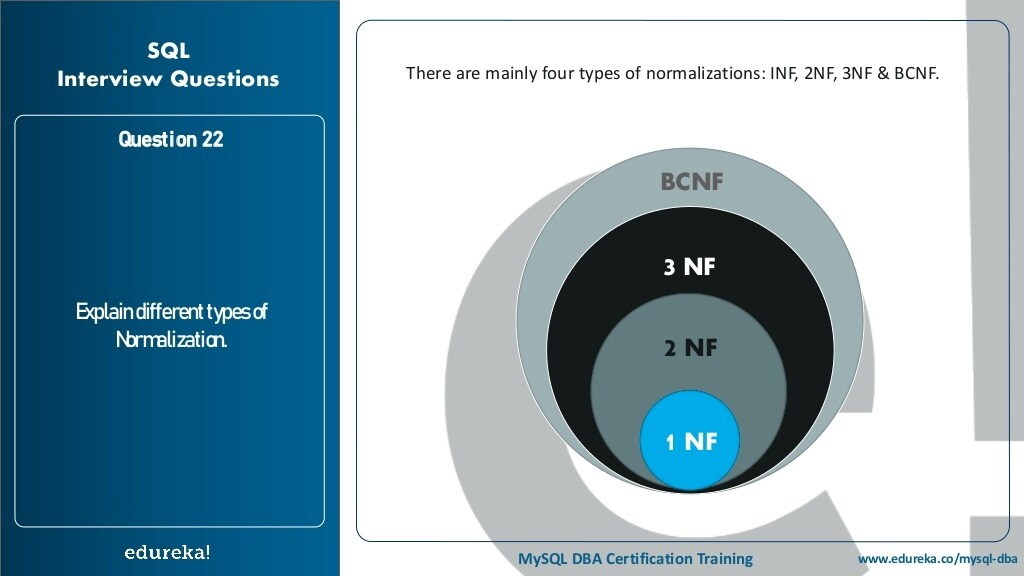 SQL
Interview Questions
Question 22
Explain different types of
Normalization.
edureka!
There are mainly four types of normalizations: INF, 2NF, 3NF & BCNF.
BCNF
3 NF
2 NF
1 NF
MySQL DBA Certification Training
www.edureka.co/mysql-dba